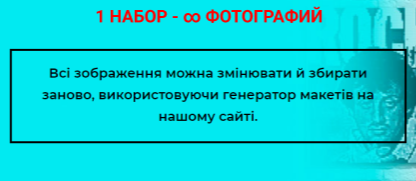 1 НАБОР - ∞ ФОТОГРАФИЙ
Всі зображення можна змінювати й збирати
заново, використовуючи генератор макетів на
нашому сайті.